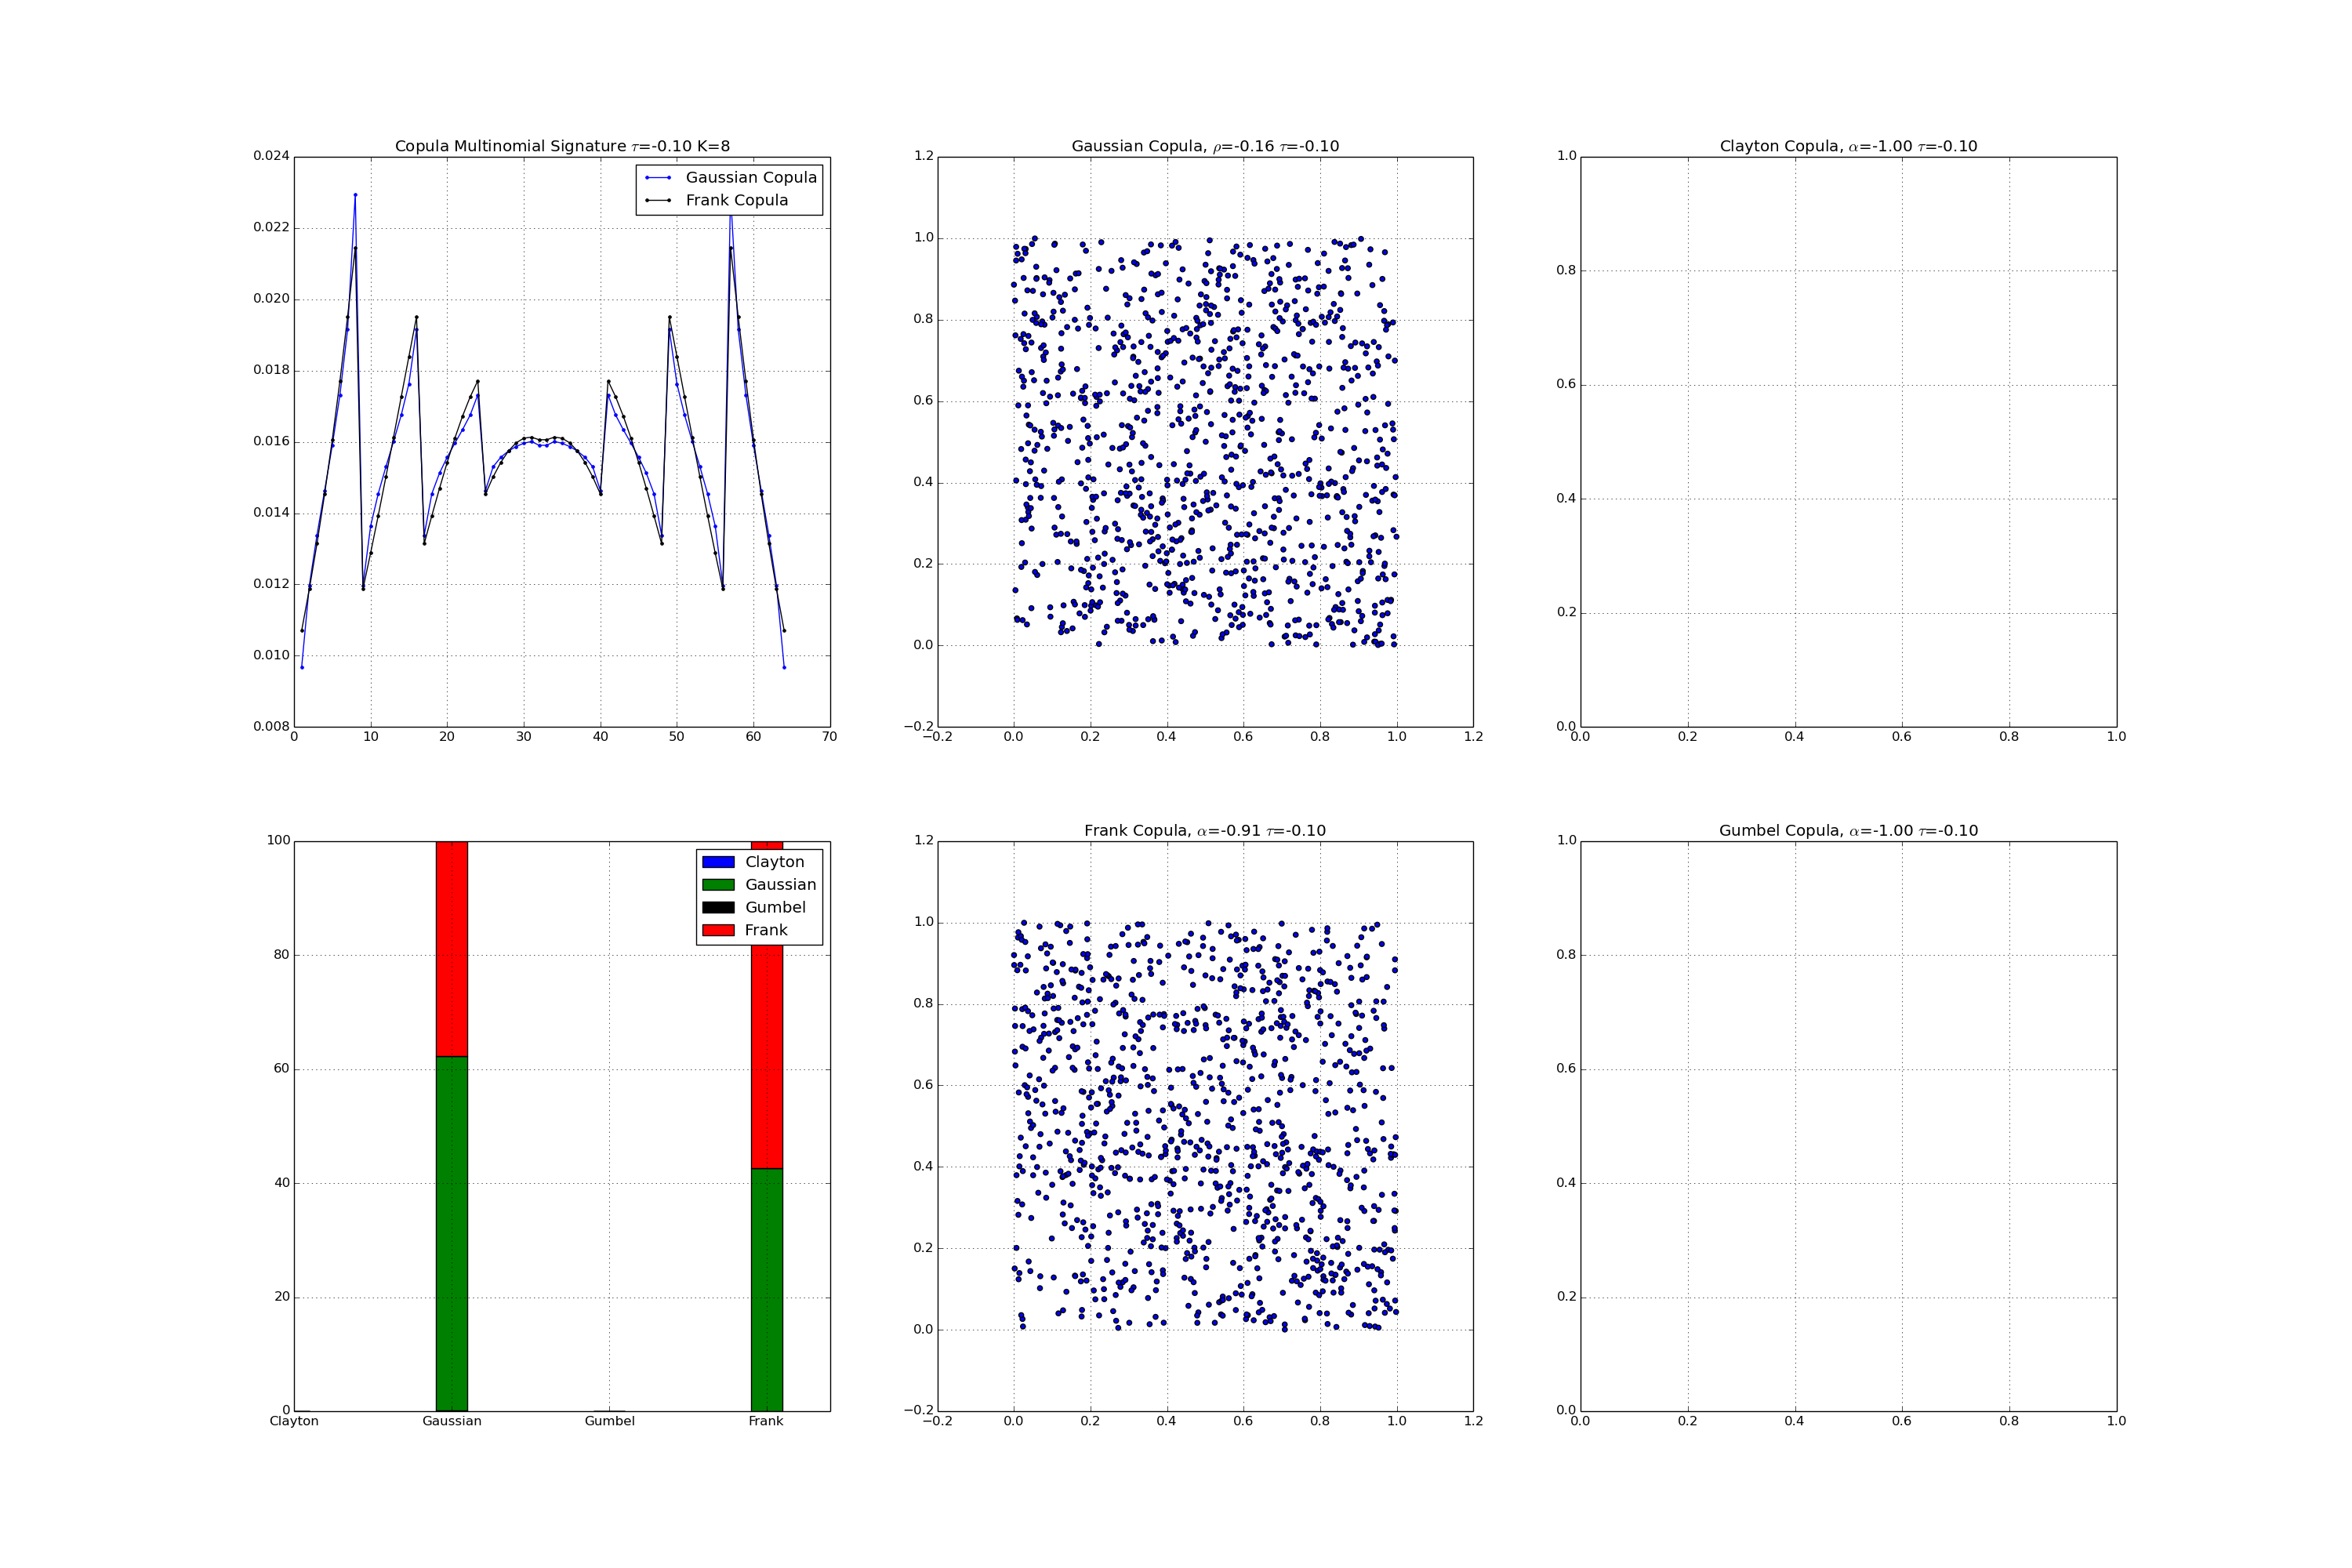 Copula Multinomial Signature τ=-0.10 K=8
0.024
0.022
0.020
0.018
0.016
0.014
0.012
0.010
0.008
0 10 20 30 40 50 60 70
Gaussian Copula
Frank Copula
Gaussian Copula, ρ=-0.16 τ=-0.10
1.2
1.0
0.8
0.6
0.4
0.2
0.0
−0.2
−0.2 0.0 0.2 0.4 0.6 0.8 1.0 1.2
Clayton Copula, α=-1.00 τ=-0.10
1.0
0.8
0.6
0.4
0.2
0.0
0.0 0.2 0.4 0.6 0.8 1.0
100
80
60
40
20
0
Clayton Gaussian Gumbel Frank
Clayton
Gaussian
Gumbel
Frank
Frank Copula, α=-0.91 τ=-0.10
1.2
1.0
0.8
0.6
0.4
0.2
0.0
−0.2
−0.2 0.0 0.2 0.4 0.6 0.8 1.0 1.2
Gumbel Copula, α=-1.00 τ=-0.10
1.0
0.8
0.6
0.4
0.2
0.0
0.0 0.2 0.4 0.6 0.8 1.0